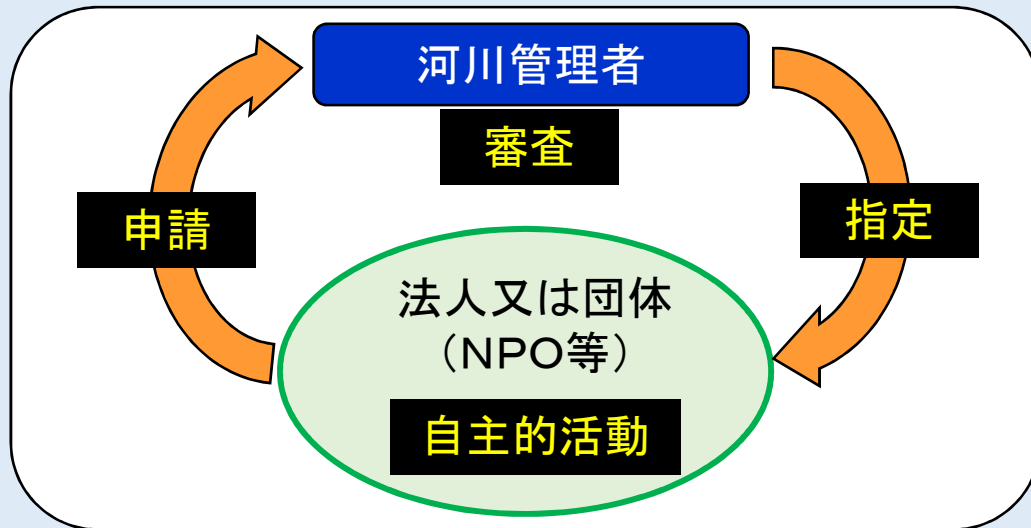 河川管理者
審査
申請
指定
法人又は団体
（NPO等）
自主的活動